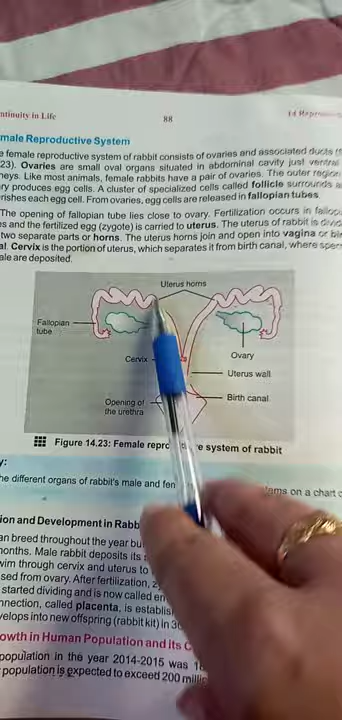 ntinuity in Life 88 14 Reproduc
male Reproductive System
e female reproductive system of rabbit consists of ovaries and associated ducts
23). Ovaries are small oval organs situated in abdominal cavity just ventral
neys. Like most animals, female rabbits have a pair of ovaries. The outer region
ry produces egg cells. A cluster of specialized cells called follicle surrounds a
rishes each egg cell. From ovaries, egg cells are released in fallopian tubes
The opening of fallopian tube lies close to ovary. Fertilization occurs in fallop
es and the fertilized egg (zygote) is carried to uterus. The uterus of rabbit is divid
two separate parts or horns. The uterus horns join and open into vagina or bi
al. Cervix is the portion of uterus, which separates it from birth canal, where sper
ale are deposited.
Uterus horns
Fallopian
tube
Cervix
Ovary
Uterus wall
Birth canal
Opening of
the urethra
Figure 14.23: Female repro e system of rabbit
y:
he different organs of rabbit's male and fem ams on a chart
ion and Development in Rabb
an breed throughout the year bu
months. Male rabbit deposits its
wim through cervix and uterus to
sed from ovary. After fertilization, z
started dividing and is now called em
nnection, called placenta, is establis
velops into new offspring (rabbit kit) in 3
owth in Human Population and its C
population in the year 2014-2015 was 1
population is expected to exceed 200 millio